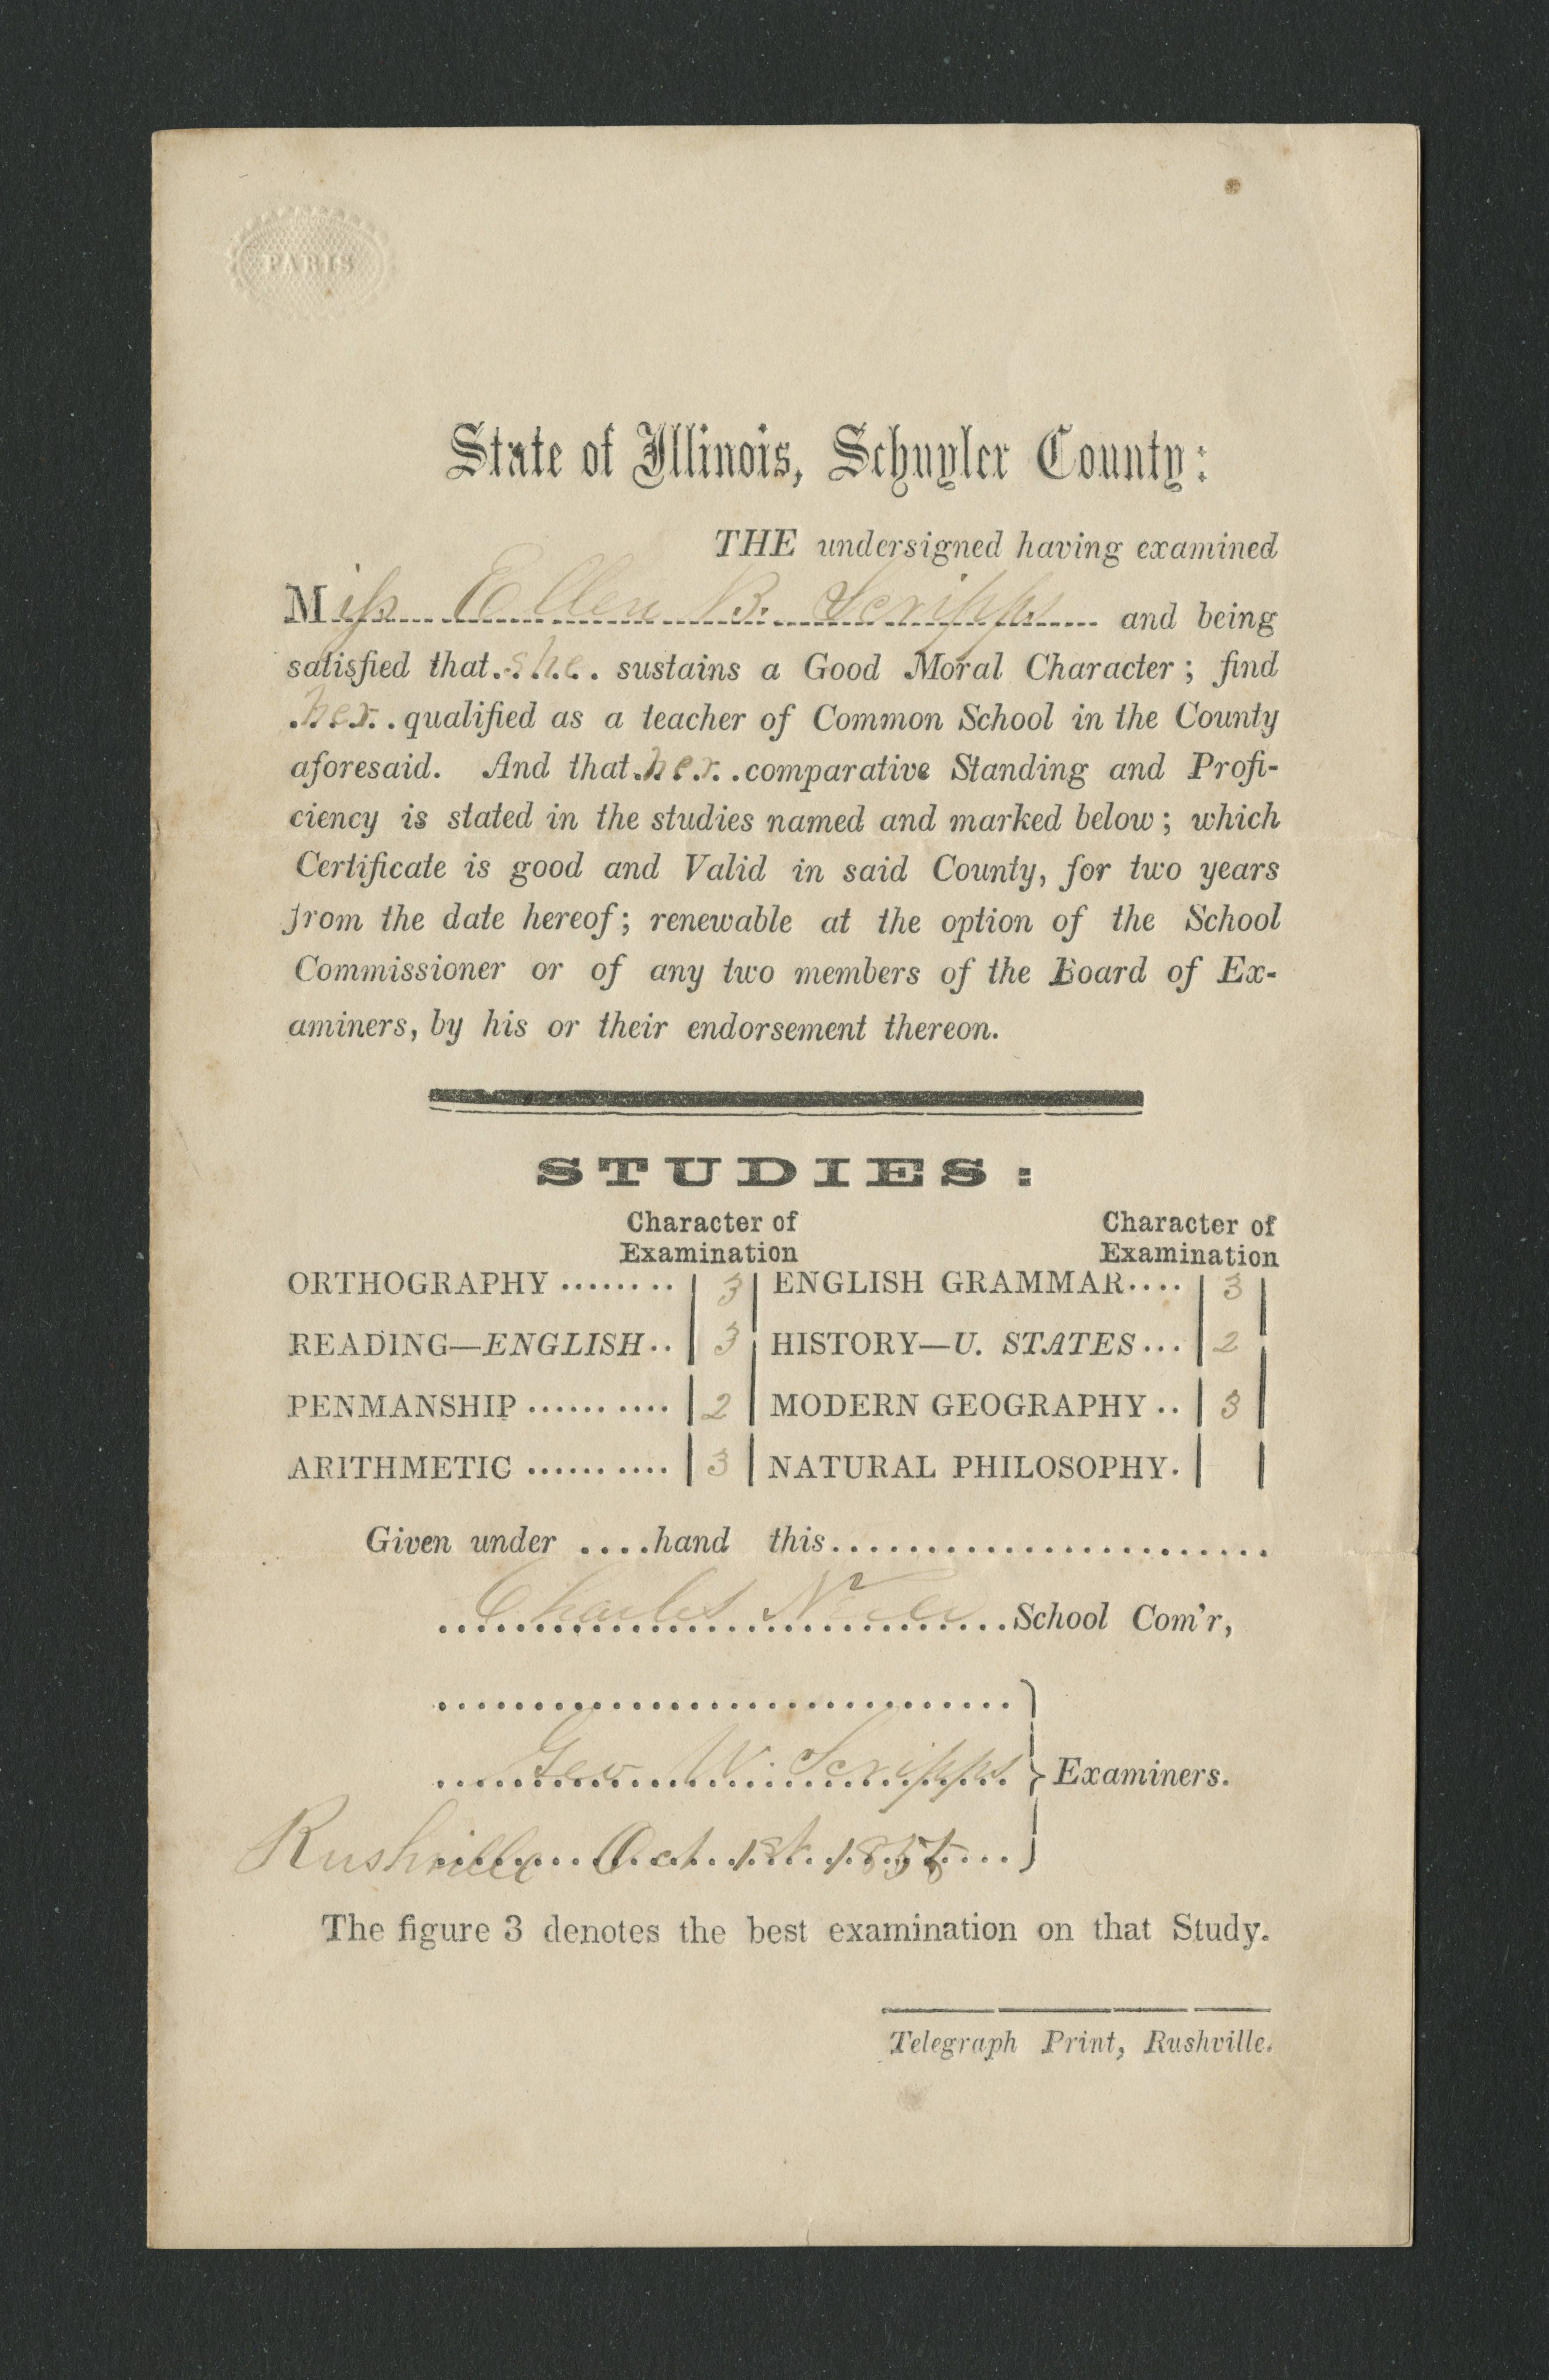 PARIS
State of Illinois, Schuyler County:
THE undersigned having examined
Miss Ellen B. Scripps and being
satisfied that she sustains a Good Moral Character; find
her qualified as a teacher of Common School in the County
aforesaid. And that her comparative Standing and Profi-
ciency is stated in the studies named and marked below; which
Certificate is good and Valid in said County, for two years
from the date hereof; renewable at the option of the School
Commissioner or of any two members of the Board of Ex-
aminers, by his or their endorsement thereon.
STUDIES:
Character of Examination Character of Examination
ORTHOGRAPHY ........ 3 ENGLISH GRAMMAR.... 3
READING—ENGLISH.. 3 HISTORY—U. STATES... 2
PENMANSHIP .......... 2 MODERN GEOGRAPHY .. 3
ARITHMETIC .......... 3 NATURAL PHILOSOPHY.
Given under ....hand this.......................
Charles Neill School Com'r,
Geo W. Scripps Examiners.
Rushville Oct. 1st.
The figure 3 denotes the best examination on that Study.
Telegraph Print, Rushville.